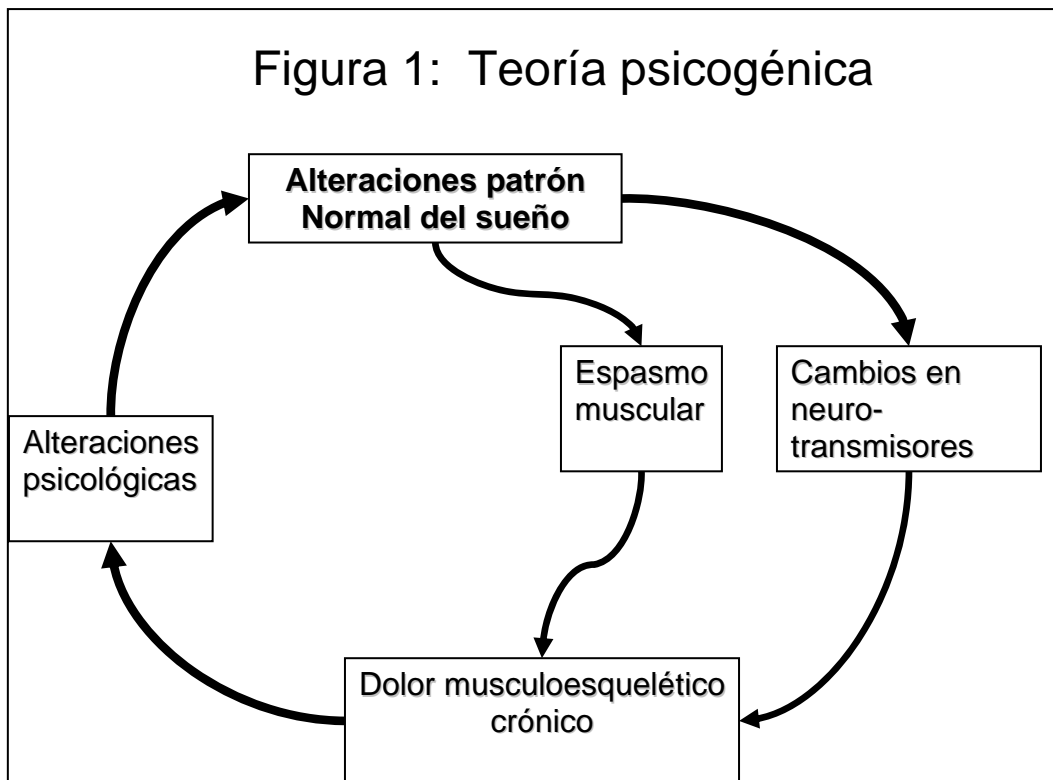 Figura 1: Teoría psicogénica
Alteraciones patrón
Normal del sueño
Espasmo
muscular
Cambios en
neuro-
transmisores
Alteraciones
psicológicas
Dolor musculoesquelético
crónico